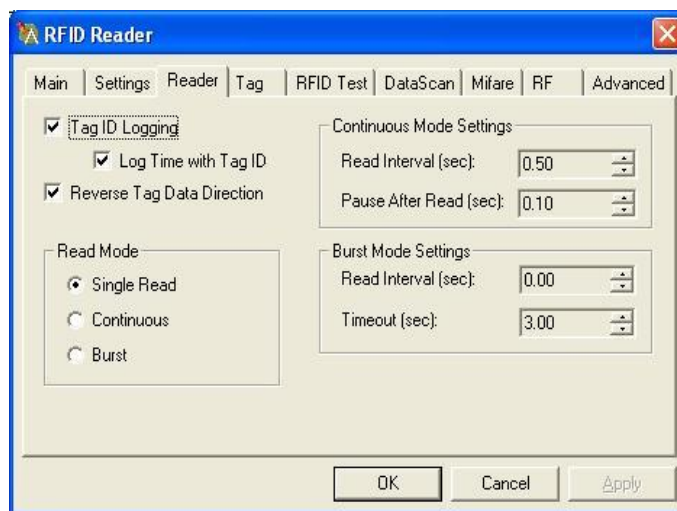 RFID Reader
Main Settings Reader Tag RFID Test DataScan Mifare RF Advanced
Tag ID Logging
Log Time with Tag ID
Reverse Tag Data Direction
Read Mode
Single Read
Continuous
Burst
Continuous Mode Settings
Read Interval (sec): 0.50
Pause After Read (sec): 0.10
Burst Mode Settings
Read Interval (sec): 0.00
Timeout (sec): 3.00
OK Cancel Apply